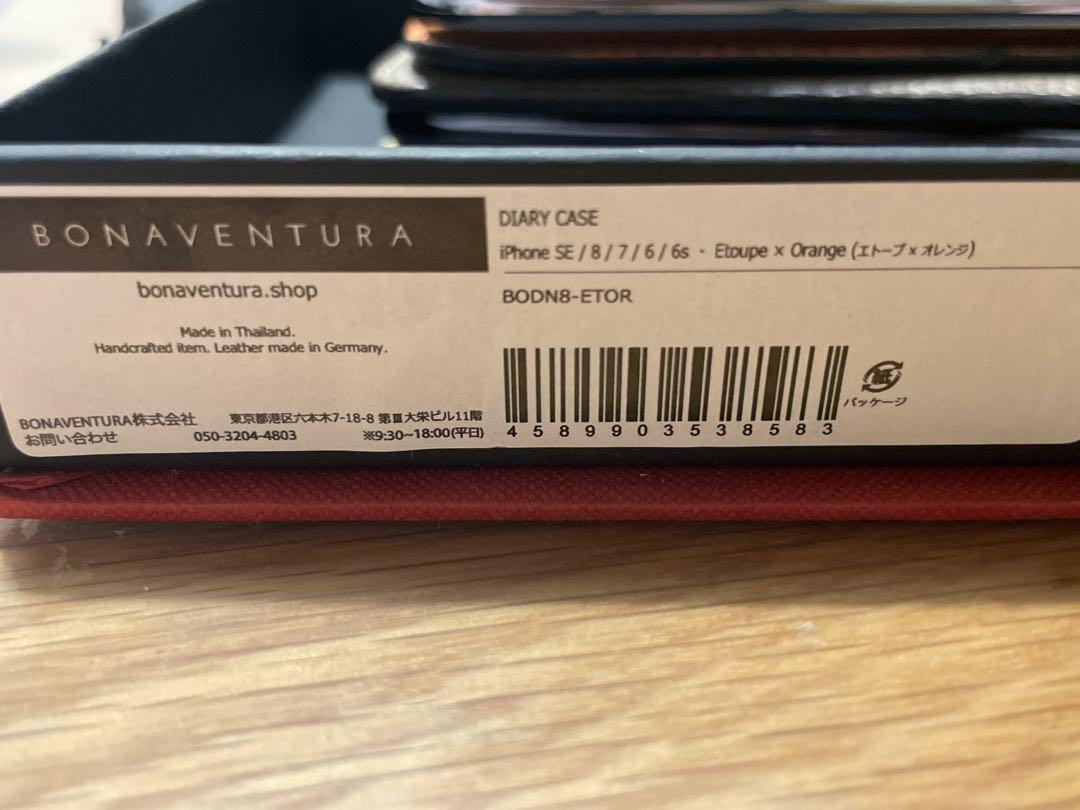 BONAVENTURA
bonaventura.shop
Made in Thailand.
Handcrafted item. Leather made in Germany.
BONAVENTURA株式会社 東京都港区六本木7-18-8 第Ⅲ大栄ビル11階
お問い合わせ 050-3204-4803 ※9:30~18:00(平日)
DIARY CASE
iPhone SE / 8 / 7 / 6 / 6s ・ Etoupe × Orange (エトープ × オレンジ)
BODN8-ETOR
4589903538583
紙
パッケージ